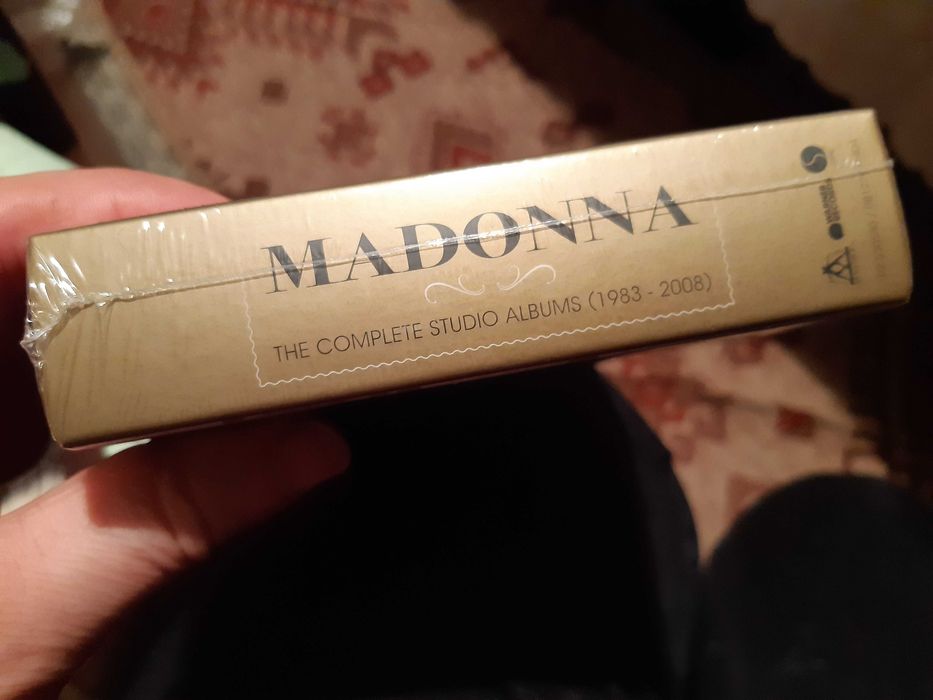 MADONNA
THE COMPLETE STUDIO ALBUMS (1983 - 2008)